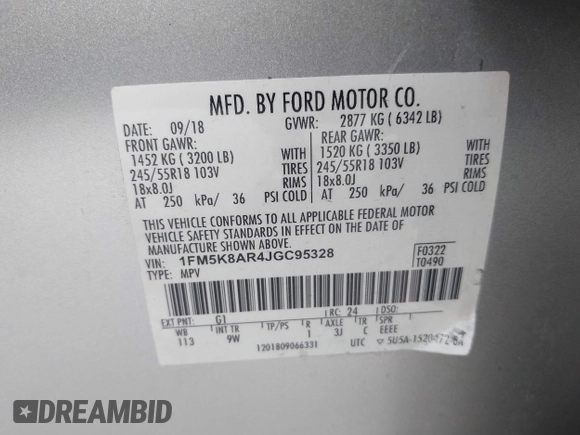 MFD. BY FORD MOTOR CO.
DATE: 09/18 GVWR: 2877 KG ( 6342 LB)
FRONT GAWR: REAR GAWR:
1452 KG ( 3200 LB) WITH 1520 KG ( 3350 LB) WITH
245/55R18 103V TIRES 245/55R18 103V TIRES
18x8.0J RIMS 18x8.0J RIMS
AT 250 kPa/ 36 PSI COLD AT 250 kPa/ 36 PSI COLD
THIS VEHICLE CONFORMS TO ALL APPLICABLE FEDERAL MOTOR
VEHICLE SAFETY STANDARDS IN EFFECT ON THE DATE OF
MANUFACTURE SHOWN ABOVE.
VIN: 1FM5K8AR4JGC95328 F0322
TYPE: MPV T0490
RC: 24 DSO:
EXT PNT: G1
WB INT TR TP/PS R AXLE TR SPR
113 9W 1 3J C EEEE
1201809066331 UTC
DREAMBID